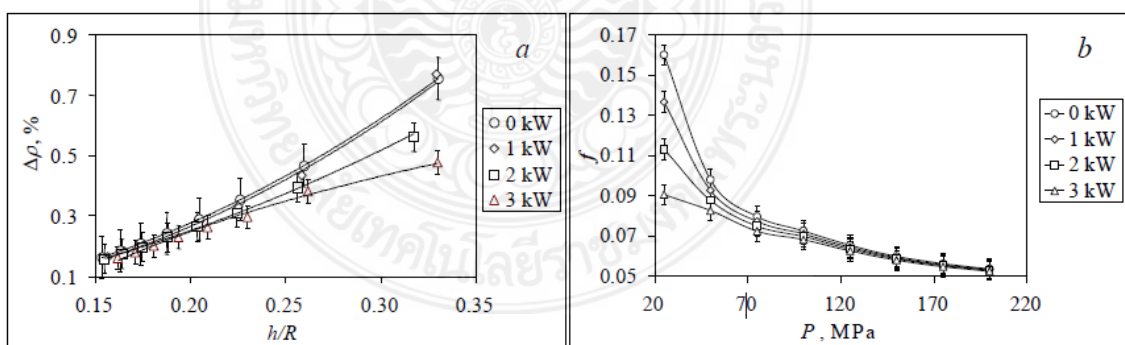 a
0.9
0.7
0.5
0.3
0.1
Δρ, %
0.15 0.20 0.25 0.30 0.35
h/R
0 kW
1 kW
2 kW
3 kW
b
0.17
0.15
0.13
0.11
0.09
0.07
0.05
f
20 70 120 170 220
P , MPa
0 kW
1 kW
2 kW
3 kW